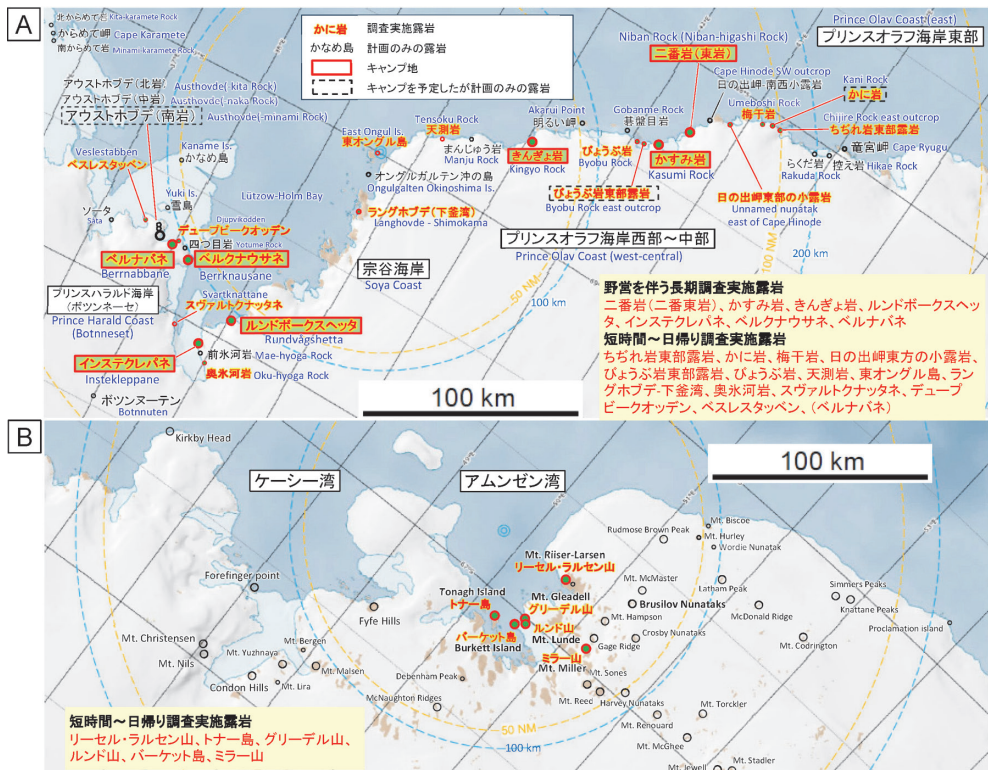 A
北からめて岩 Kita-karamete Rock
からめて岬 Cape Karamete
南からめて岩 Minami-karamete Rock
かに岩 調査実施露岩
かなめ島 計画のみの露岩
キャンプ地
キャンプを予定したが計画のみの露岩
Prince Olav Coast (east)
プリンスオラフ海岸東部
Niban Rock (Niban-higashi Rock)
二番岩(東岩)
Cape Hinode SW outcrop
日の出岬-南西小露岩
Kani Rock
かに岩
Umeboshi Rock
梅干岩
Chijire Rock east outcrop
ちぢれ岩東部露岩
竜宮岬 Cape Ryugu
控え岩 Hikae Rock
らくだ岩
Rakuda Rock
アウストホブデ(北岩) Austhovde(-kita Rock)
アウストホブデ(中岩) Austhovde(-naka Rock)
アウストホブデ(南岩) Austhovde(-minami Rock)
Veslestabben
ベスレスタッベン
Kaname Is.
かなめ島
East Ongul Is.
東オングル島
Tensoku Rock
天測岩
まんじゅう岩
Manju Rock
オングルガルテン沖の島
Ongulgalten Okinoshima Is.
Akarui Point
明るい岬
きんぎょ岩
Kingyo Rock
Gobanme Rock
碁盤目岩
びょうぶ岩
Byobu Rock
かすみ岩
Kasumi Rock
びょうぶ岩東部露岩
Byobu Rock east outcrop
日の出岬東部の小露岩
Unnamed nunatak
east of Cape Hinode
Yuki Is.
雪島
Lützow-Holm Bay
ソータ
Sâta
Djupvikodden
デュープビークオッデン
四つ目岩 Yotume Rock
ラングホブデ(下釜湾)
Langhovde - Shimokama
プリンスオラフ海岸西部～中部
Prince Olav Coast (west-central)
ベルナバネ
Berrnabbane
ベルクナウサネ
Berrknausane
宗谷海岸
Soya Coast
プリンスハラルド海岸
(ボツンネーセ)
Prince Harald Coast
(Botnneset)
Svartknattane
スヴァルトクナッタネ
ルンドボークスヘッタ
Rundvågshetta
インステクレパネ
Instekleppane
前氷河岩 Mae-hyoga Rock
奥氷河岩 Oku-hyoga Rock
ボツンヌーテン
Botnnuten
50 NM
100 km
100 NM
200 km
100 km
野営を伴う長期調査実施露岩
二番岩(二番東岩)、かすみ岩、きんぎょ岩、ルンドボークスヘッ
タ、インステクレパネ、ベルクナウサネ、ベルナバネ
短時間～日帰り調査実施露岩
ちぢれ岩東部露岩、かに岩、梅干岩、日の出岬東方の小露岩、
びょうぶ岩東部露岩、びょうぶ岩、天測岩、東オングル島、ラン
グホブデ-下釜湾、奥氷河岩、スヴァルトクナッタネ、デュープ
ビークオッデン、ベスレスタッベン、(ベルナバネ)
B
Kirkby Head
ケーシー湾
アムンゼン湾
100 km
Rudmose Brown Peak
Mt. Biscoe
Mt. Hurley
Wordie Nunatak
Mt. Riiser-Larsen
リーセル・ラルセン山
Forefinger point
Tonagh Island
トナー島
Mt. Gleadell
グリーデル山
Mt. McMaster
Latham Peak
Simmers Peaks
Knattane Peaks
Brusilov Nunataks
McDonald Ridge
Proclamation island
Fyfe Hills
ルンド山
Mt. Lunde
Mt. Hampson
Crosby Nunataks
Gage Ridge
Mt. Codrington
バーケット島
Burkett Island
ミラー山
Mt. Miller
Mt. Christensen
Mt. Nils
Mt. Yuzhnaya
Mt. Bergen
Mt. Malsen
Condon Hills
Mt. Lira
Debenham Peak
McNaughton Ridges
Mt. Sones
Mt. Reed
Harvey Nunataks
Mt. Torckler
Mt. Renouard
Mt. McGhee
Mt. Jewell
Mt. Stadler
50 NM
100 km
短時間～日帰り調査実施露岩
リーセル・ラルセン山、トナー島、グリーデル山、
ルンド山、バーケット島、ミラー山